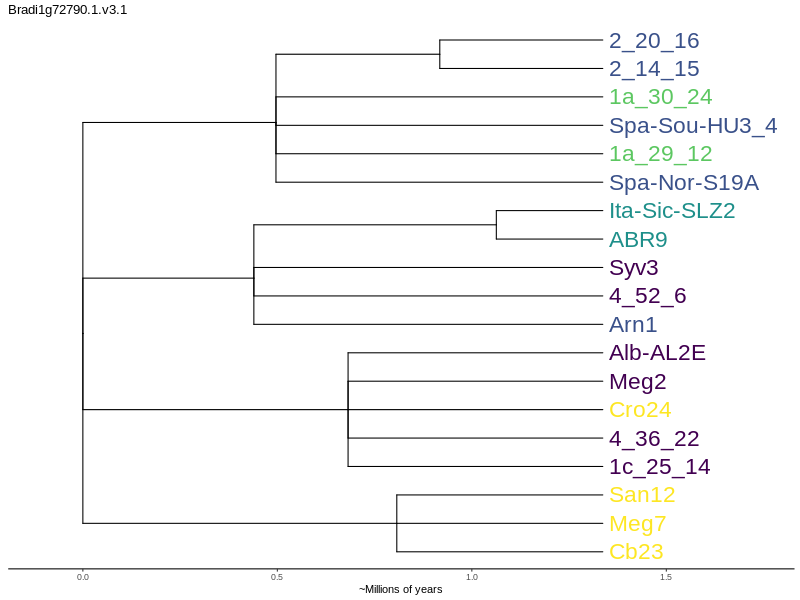 Bradi1g72790.1.v3.1
2_20_16
2_14_15
1a_30_24
Spa-Sou-HU3_4
1a_29_12
Spa-Nor-S19A
Ita-Sic-SLZ2
ABR9
Syv3
4_52_6
Arn1
Alb-AL2E
Meg2
Cro24
4_36_22
1c_25_14
San12
Meg7
Cb23
0.0 0.5 1.0 1.5
~Millions of years